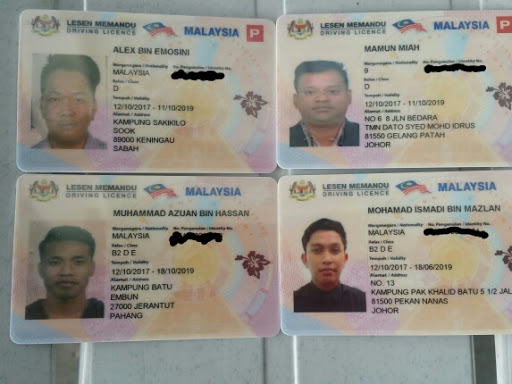 LESEN MEMANDU
DRIVING LICENCE
MALAYSIA
P
ALEX BIN EMOSINI
Warganegara / Nationality
No. Pengenalan / Identity No.
MALAYSIA
Kelas / Class
D
Tempoh / Validity
12/10/2017 - 11/10/2019
Alamat / Address
KAMPUNG SAKIKILO
SOOK
89000 KENINGAU
SABAH
LESEN MEMANDU
DRIVING LICENCE
MALAYSIA
P
MAMUN MIAH
Warganegara / Nationality
No. Pengenalan / Identity No.
9
Kelas / Class
D
Tempoh / Validity
12/10/2017 - 11/10/2019
Alamat / Address
NO 6 8 JLN BEDARA
TMN DATO SYED MOHD IDRUS
81550 GELANG PATAH
JOHOR
LESEN MEMANDU
DRIVING LICENCE
MALAYSIA
MUHAMMAD AZUAN BIN HASSAN
Warganegara / Nationality
No. Pengenalan / Identity No.
MALAYSIA
Kelas / Class
B2 D E
Tempoh / Validity
12/10/2017 - 18/10/2019
Alamat / Address
KAMPUNG BATU
EMBUN
27000 JERANTUT
PAHANG
LESEN MEMANDU
DRIVING LICENCE
MALAYSIA
MOHAMAD ISMADI BIN MAZLAN
Warganegara / Nationality
No. Pengenalan / Identity No.
MALAYSIA
Kelas / Class
B2 D E
Tempoh / Validity
12/10/2017 - 18/06/2019
Alamat / Address
NO. 13
KAMPUNG PAK KHALID BATU 5 1/2 JAL
81500 PEKAN NANAS
JOHOR